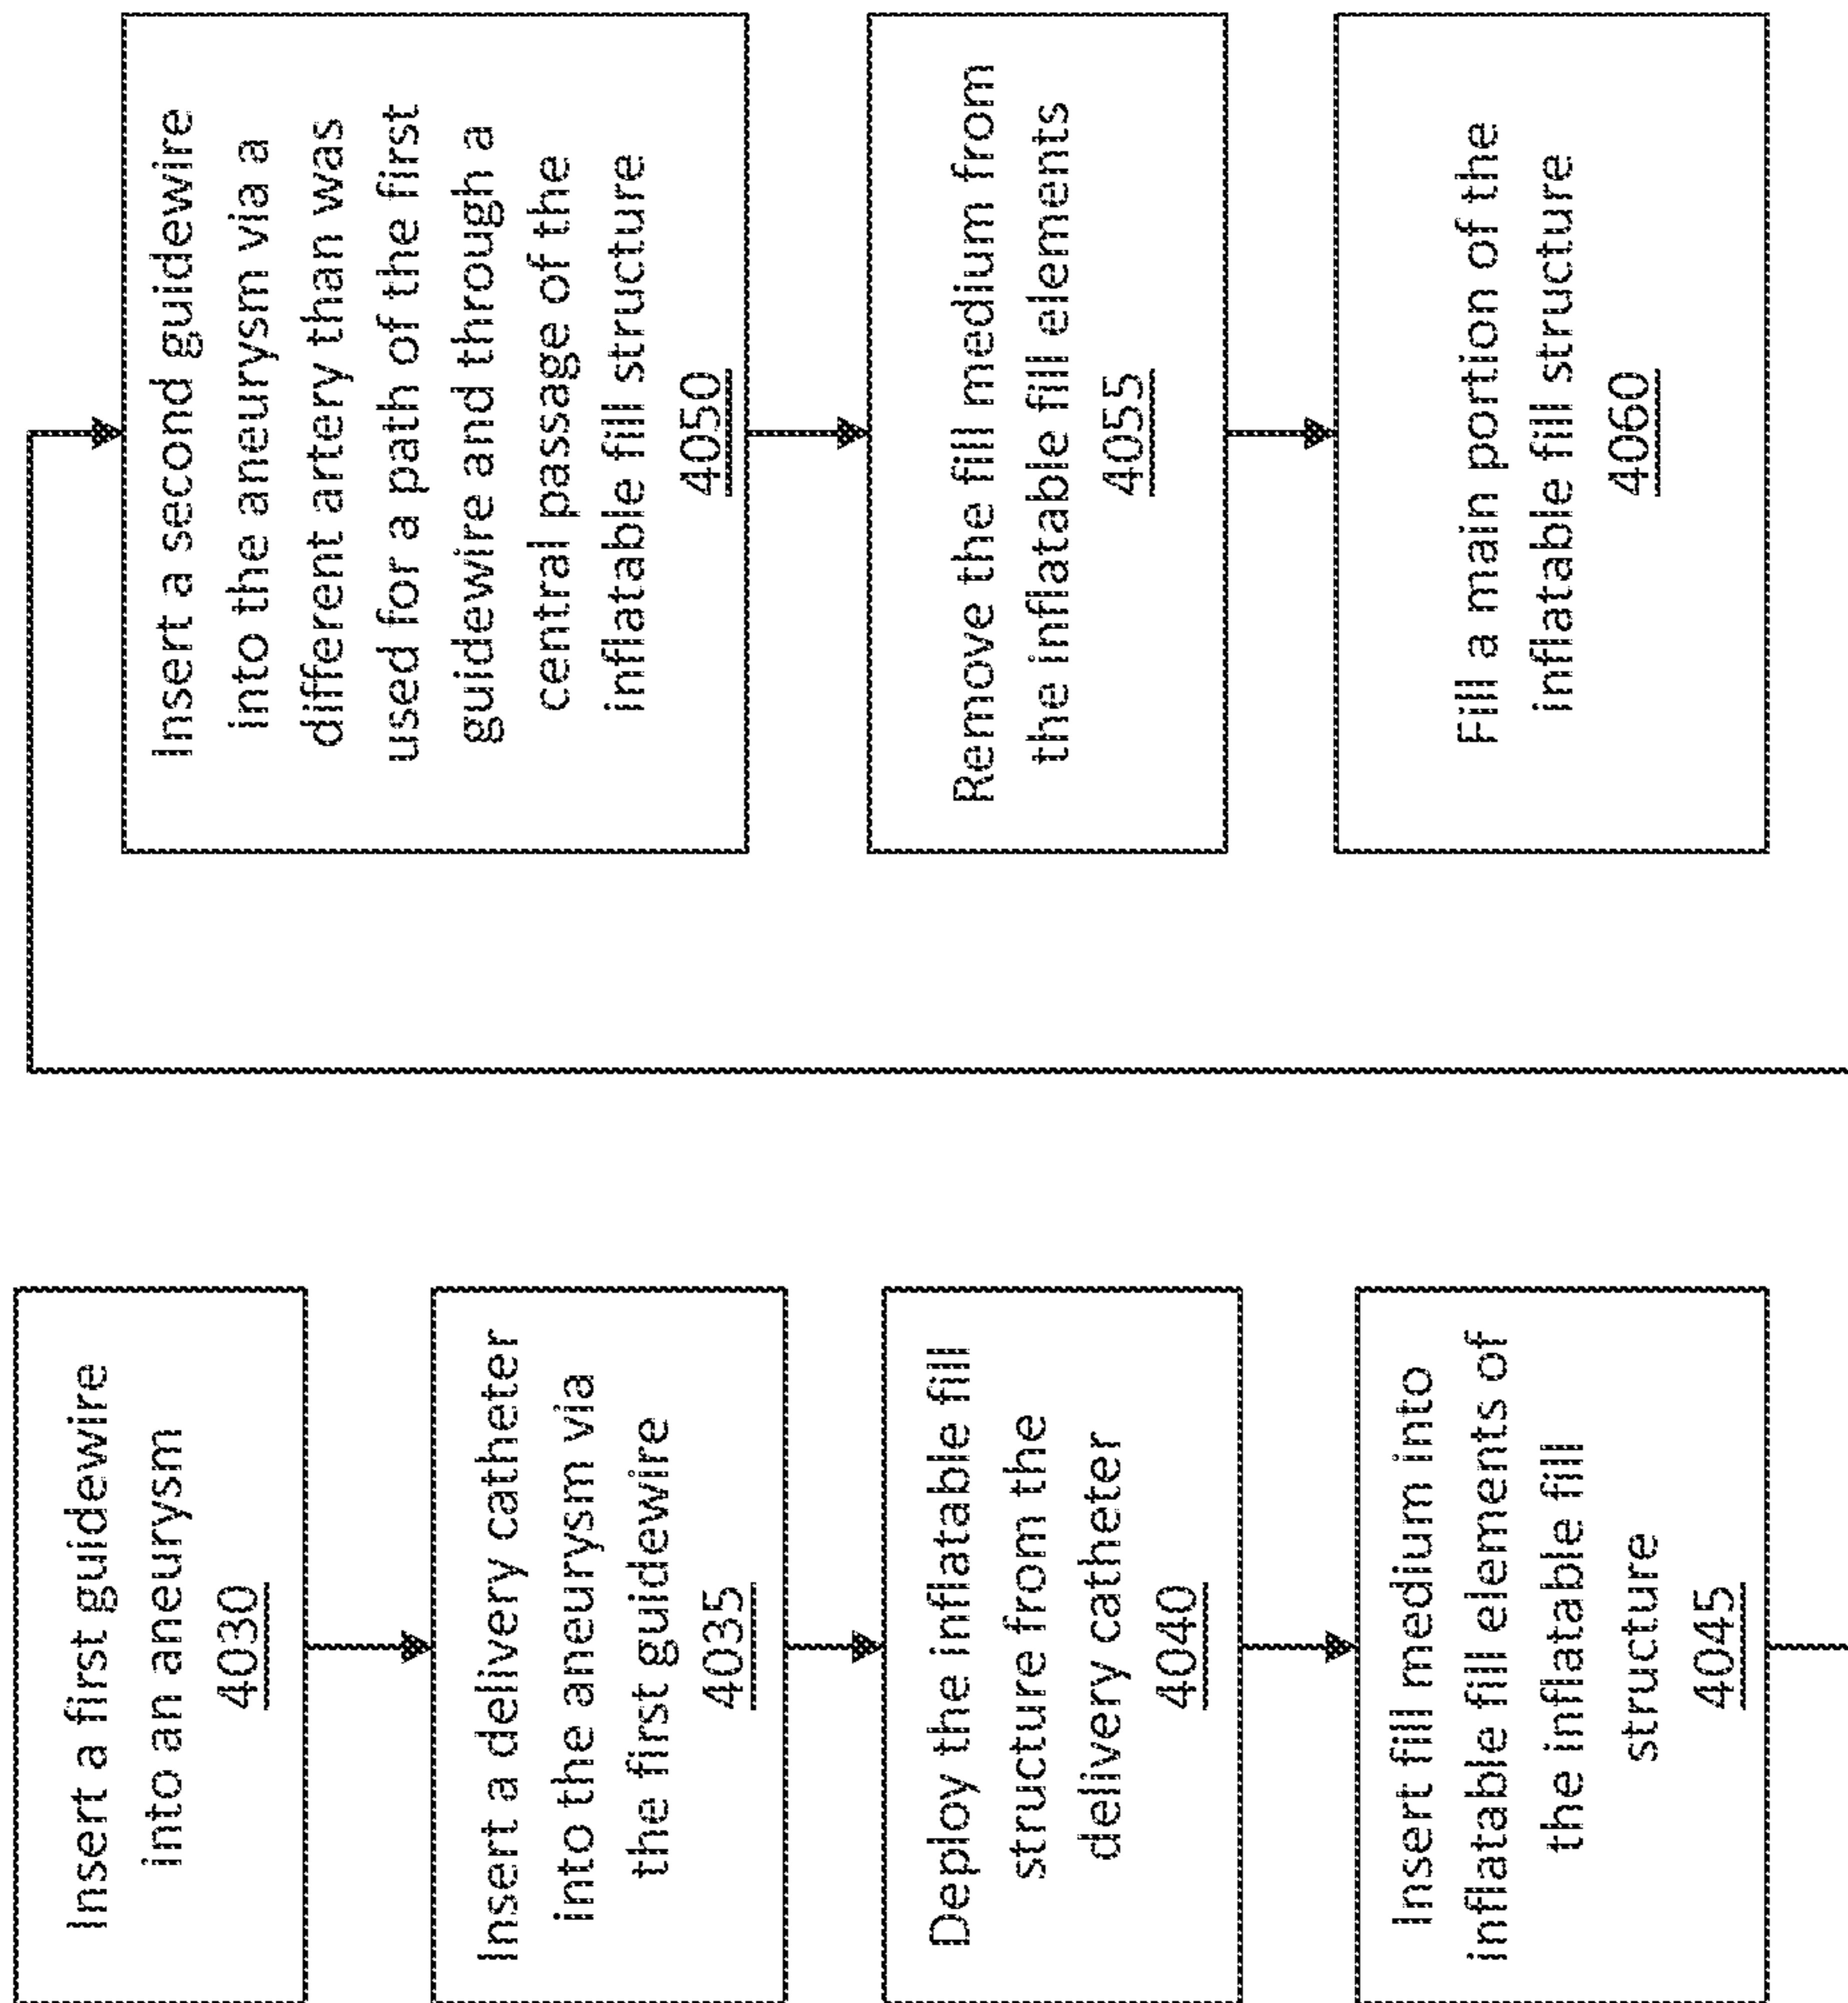 Insert a first guidewire
into an aneurysm
4030
Insert a delivery catheter
into the aneurysm via
the first guidewire
4035
Deploy the inflatable fill
structure from the
delivery catheter
4040
Insert fill medium into
inflatable fill elements of
the inflatable fill
structure
4045
Insert a second guidewire
into the aneurysm via a
different artery than was
used for a path of the first
guidewire and through a
central passage of the
inflatable fill structure
4050
Remove the fill medium from
the inflatable fill elements
4055
Fill a main portion of the
inflatable fill structure
4060